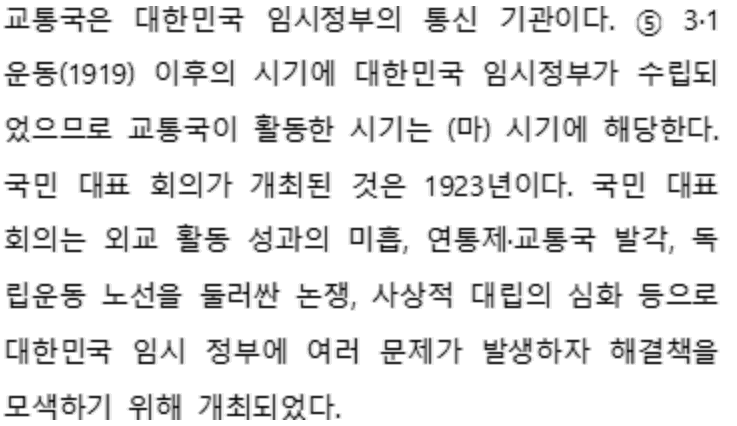 교통국은 대한민국 임시정부의 통신 기관이다. ⑤ 3·1
운동(1919) 이후의 시기에 대한민국 임시정부가 수립되
었으므로 교통국이 활동한 시기는 (마) 시기에 해당한다.
국민 대표 회의가 개최된 것은 1923년이다. 국민 대표
회의는 외교 활동 성과의 미흡, 연통제·교통국 발각, 독
립운동 노선을 둘러싼 논쟁, 사상적 대립의 심화 등으로
대한민국 임시 정부에 여러 문제가 발생하자 해결책을
모색하기 위해 개최되었다.